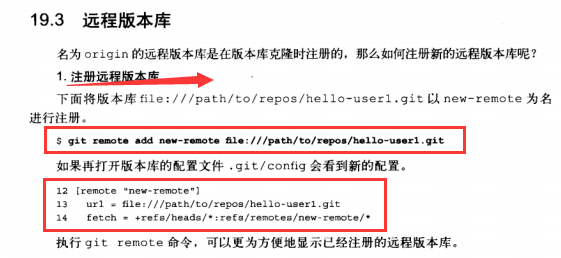 19.3 远程版本库
名为 origin 的远程版本库是在版本库克隆时注册的，那么如何注册新的远程版本库呢？
1. 注册远程版本库
下面将版本库 file:///path/to/repos/hello-user1.git 以 new-remote 为名
进行注册。
$ git remote add new-remote file:///path/to/repos/hello-user1.git
如果再打开版本库的配置文件 .git/config 会看到新的配置。
12 [remote "new-remote"]
13 url = file:///path/to/repos/hello-user1.git
14 fetch = +refs/heads/*:refs/remotes/new-remote/*
执行 git remote 命令，可以更为方便地显示已经注册的远程版本库。